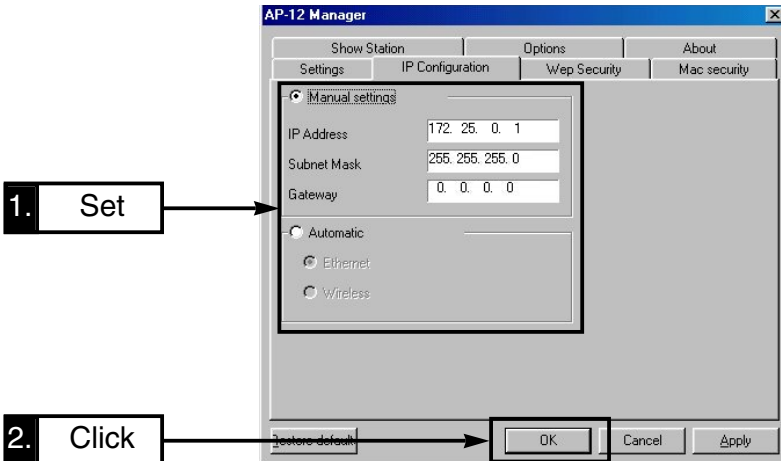 AP-12 Manager
Show Station Options About
Settings IP Configuration Wep Security Mac security
Manual settings
IP Address 172. 25. 0. 1
Subnet Mask 255. 255. 255. 0
Gateway 0. 0. 0. 0
1. Set
Automatic
Ethernet
Wireless
2. Click
Restore default OK Cancel Apply